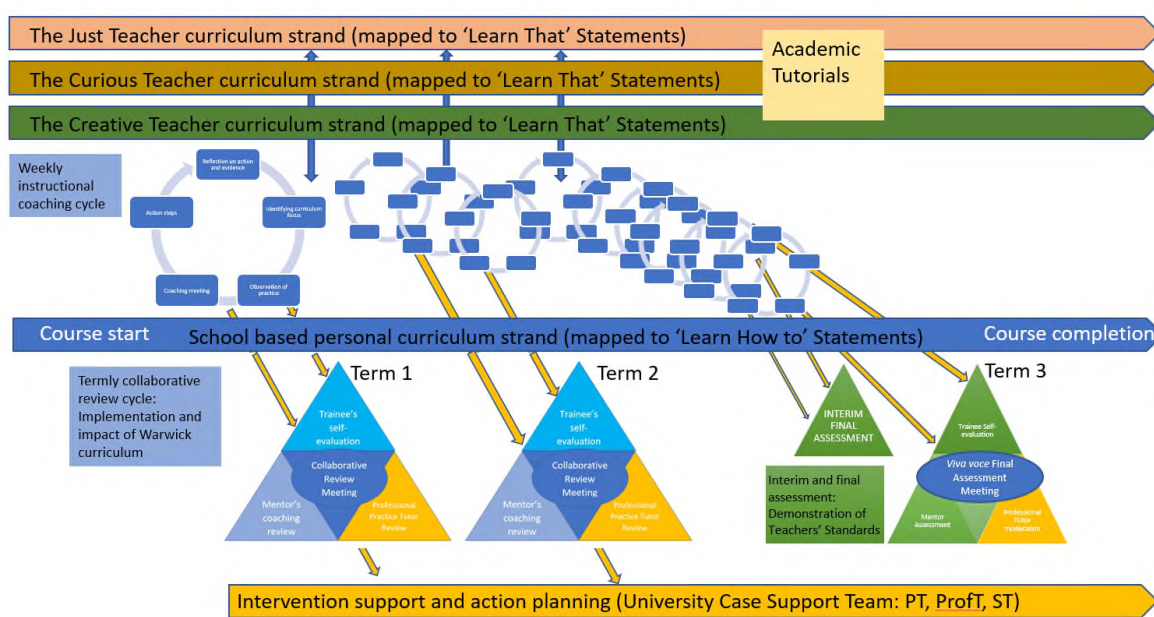 The Just Teacher curriculum strand (mapped to ‘Learn That’ Statements)
Academic
Tutorials
The Curious Teacher curriculum strand (mapped to ‘Learn That’ Statements)
The Creative Teacher curriculum strand (mapped to ‘Learn That’ Statements)
Weekly
instructional
coaching cycle
Reflection on action
and evidence
Identifying curriculum
focus
Observation of
practice
Coaching meeting
Action steps
Course start
School based personal curriculum strand (mapped to ‘Learn How to’ Statements)
Course completion
Termly collaborative
review cycle:
Implementation and
impact of Warwick
curriculum
Term 1
Trainee’s
self-
evaluation
Collaborative
Review
Meeting
Mentor’s
coaching
review
Professional
Practice Tutor
Review
Term 2
Trainee’s
self-
evaluation
Collaborative
Review
Meeting
Mentor’s
coaching
review
Professional
Practice Tutor
Review
INTERIM
FINAL
ASSESSMENT
Interim and final
assessment:
Demonstration of
Teachers’ Standards
Term 3
Trainee Self-
evaluation
Viva voce Final
Assessment
Meeting
Mentor
Assessment
Professional
Tutor
moderation
Intervention support and action planning (University Case Support Team: PT, ProfT, ST)